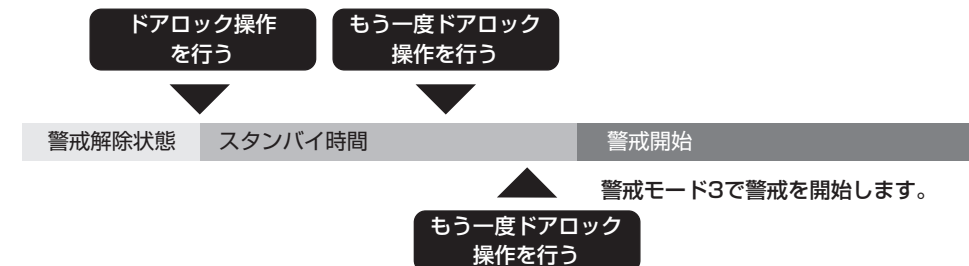 ドアロック操作
を行う
もう一度ドアロック
操作を行う
警戒解除状態
スタンバイ時間
警戒開始
警戒モード3で警戒を開始します。
もう一度ドアロック
操作を行う